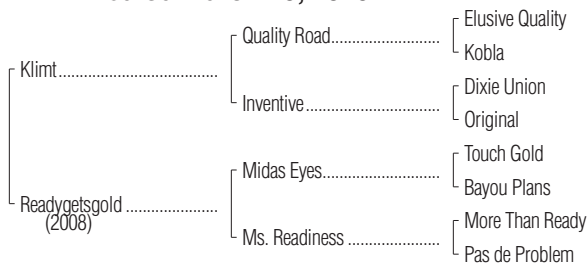 Elusive Quality
Quality Road
Kobla
Klimt
Dixie Union
Inventive
Original
Touch Gold
Midas Eyes
Bayou Plans
Readygetsgold
(2008)
More Than Ready
Ms. Readiness
Pas de Problem